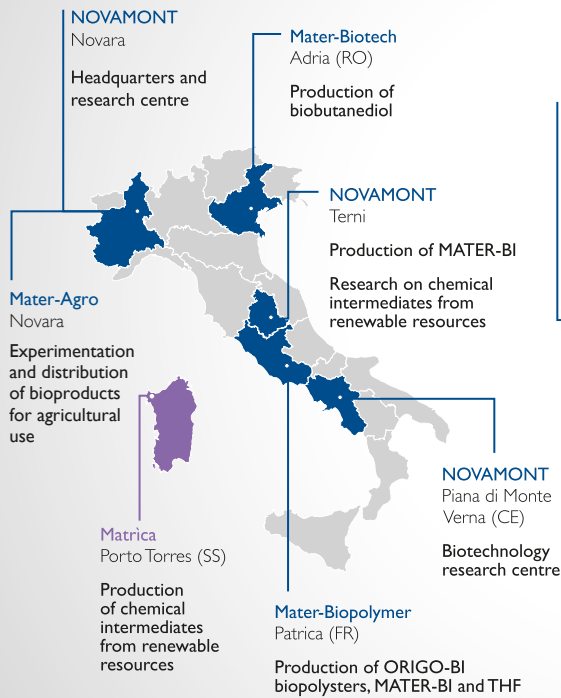 NOVAMONT
Novara
Headquarters and
research centre
Mater-Biotech
Adria (RO)
Production of
biobutanediol
NOVAMONT
Terni
Production of MATER-BI
Research on chemical
intermediates from
renewable resources
Mater-Agro
Novara
Experimentation
and distribution
of bioproducts
for agricultural
use
NOVAMONT
Piana di Monte
Verna (CE)
Biotechnology
research centre
Matrìca
Porto Torres (SS)
Production
of chemical
intermediates
from renewable
resources
Mater-Biopolymer
Patrica (FR)
Production of ORIGO-BI
biopolysters, MATER-BI and THF